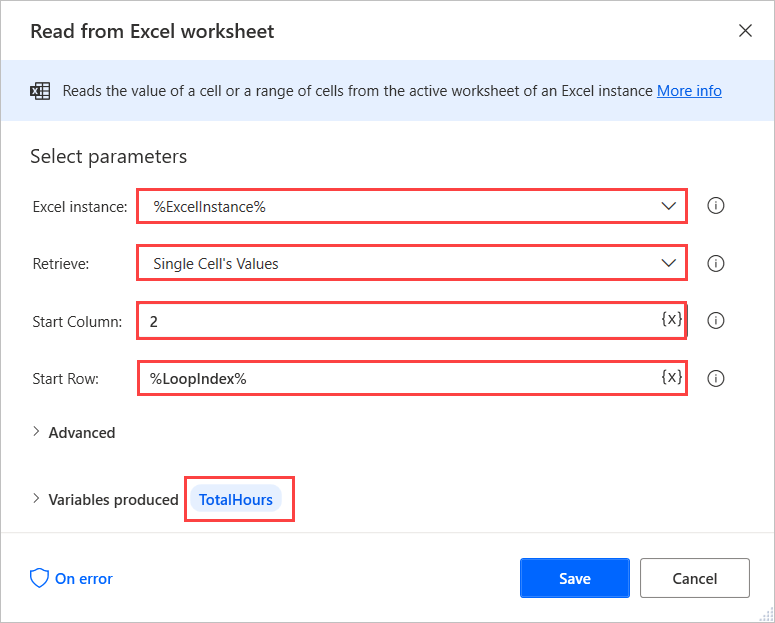 Read from Excel worksheet
Reads the value of a cell or a range of cells from the active worksheet of an Excel instance More info
Select parameters
Excel instance: %ExcelInstance%
Retrieve: Single Cell's Values
Start Column: 2 {x}
Start Row: %LoopIndex% {x}
Advanced
Variables produced TotalHours
On error Save Cancel